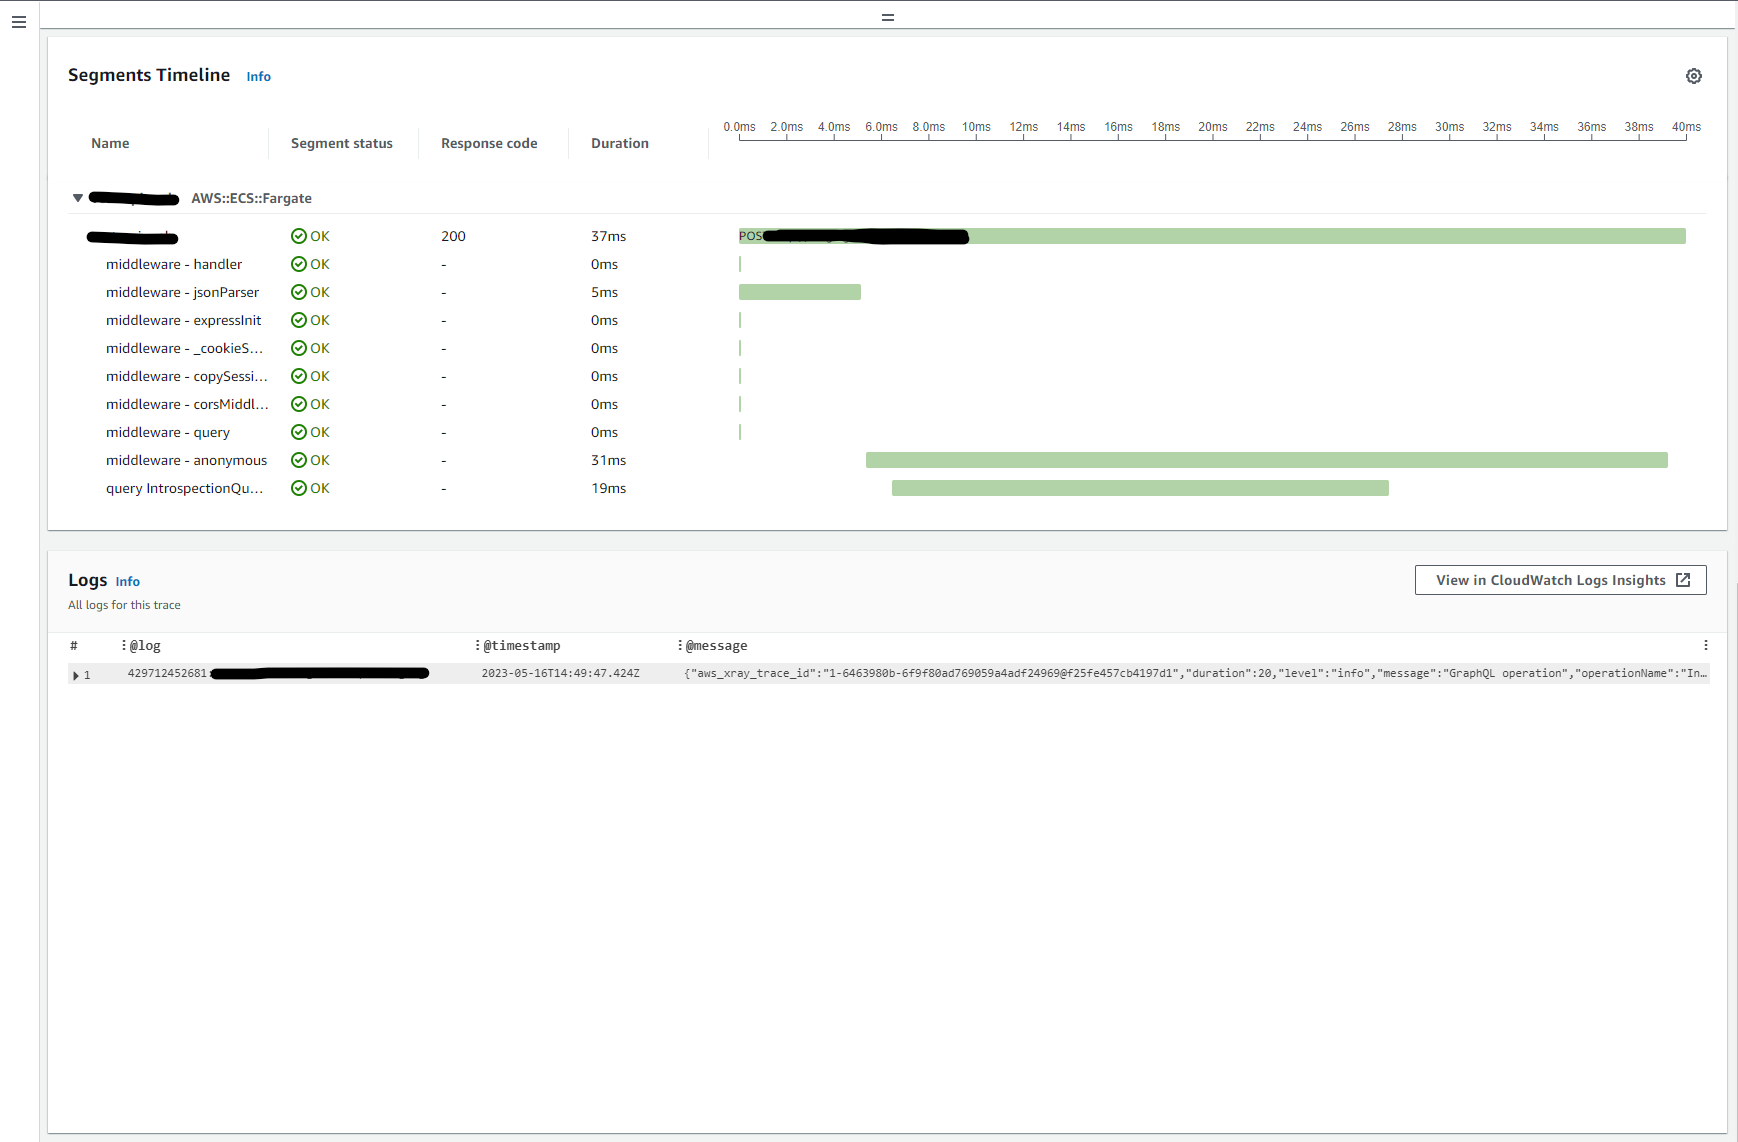 Segments Timeline Info
0.0ms 2.0ms 4.0ms 6.0ms 8.0ms 10ms 12ms 14ms 16ms 18ms 20ms 22ms 24ms 26ms 28ms 30ms 32ms 34ms 36ms 38ms 40ms
Name Segment status Response code Duration
AWS::ECS::Fargate
OK 200 37ms POS
middleware - handler OK - 0ms
middleware - jsonParser OK - 5ms
middleware - expressInit OK - 0ms
middleware - _cookieS... OK - 0ms
middleware - copySessi... OK - 0ms
middleware - corsMiddl... OK - 0ms
middleware - query OK - 0ms
middleware - anonymous OK - 31ms
query IntrospectionQu... OK - 19ms
Logs Info
View in CloudWatch Logs Insights
All logs for this trace
# @log @timestamp @message
1 429712452681: 2023-05-16T14:49:47.424Z {"aws_xray_trace_id":"1-6463980b-6f9f80ad769059a4adf24969@f25fe457cb4197d1","duration":20,"level":"info","message":"GraphQL operation","operationName":"In...